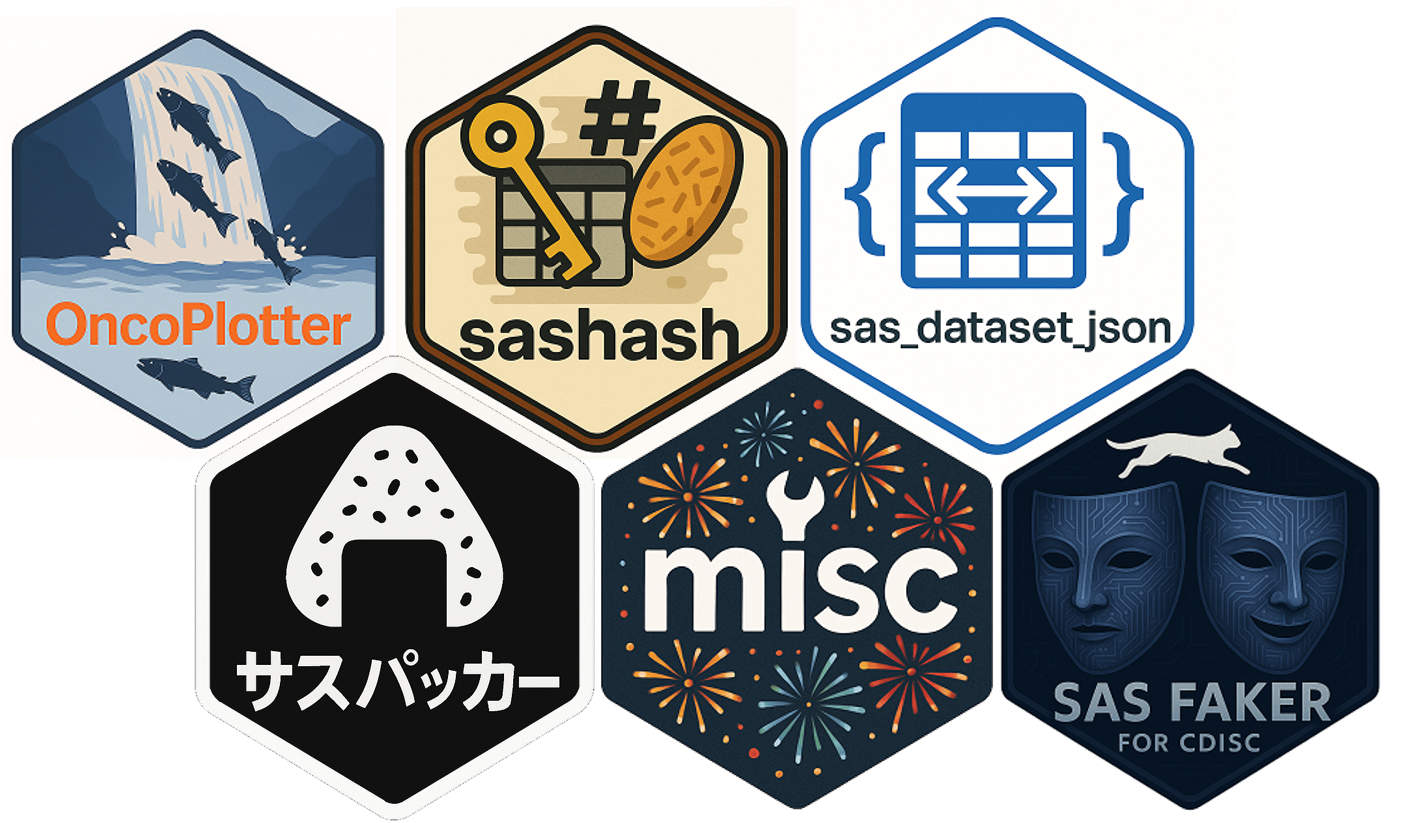 OncoPlotter
#
sashash
{ }
sas_dataset_json
サスパッカー
misc
SAS FAKER
FOR CDISC